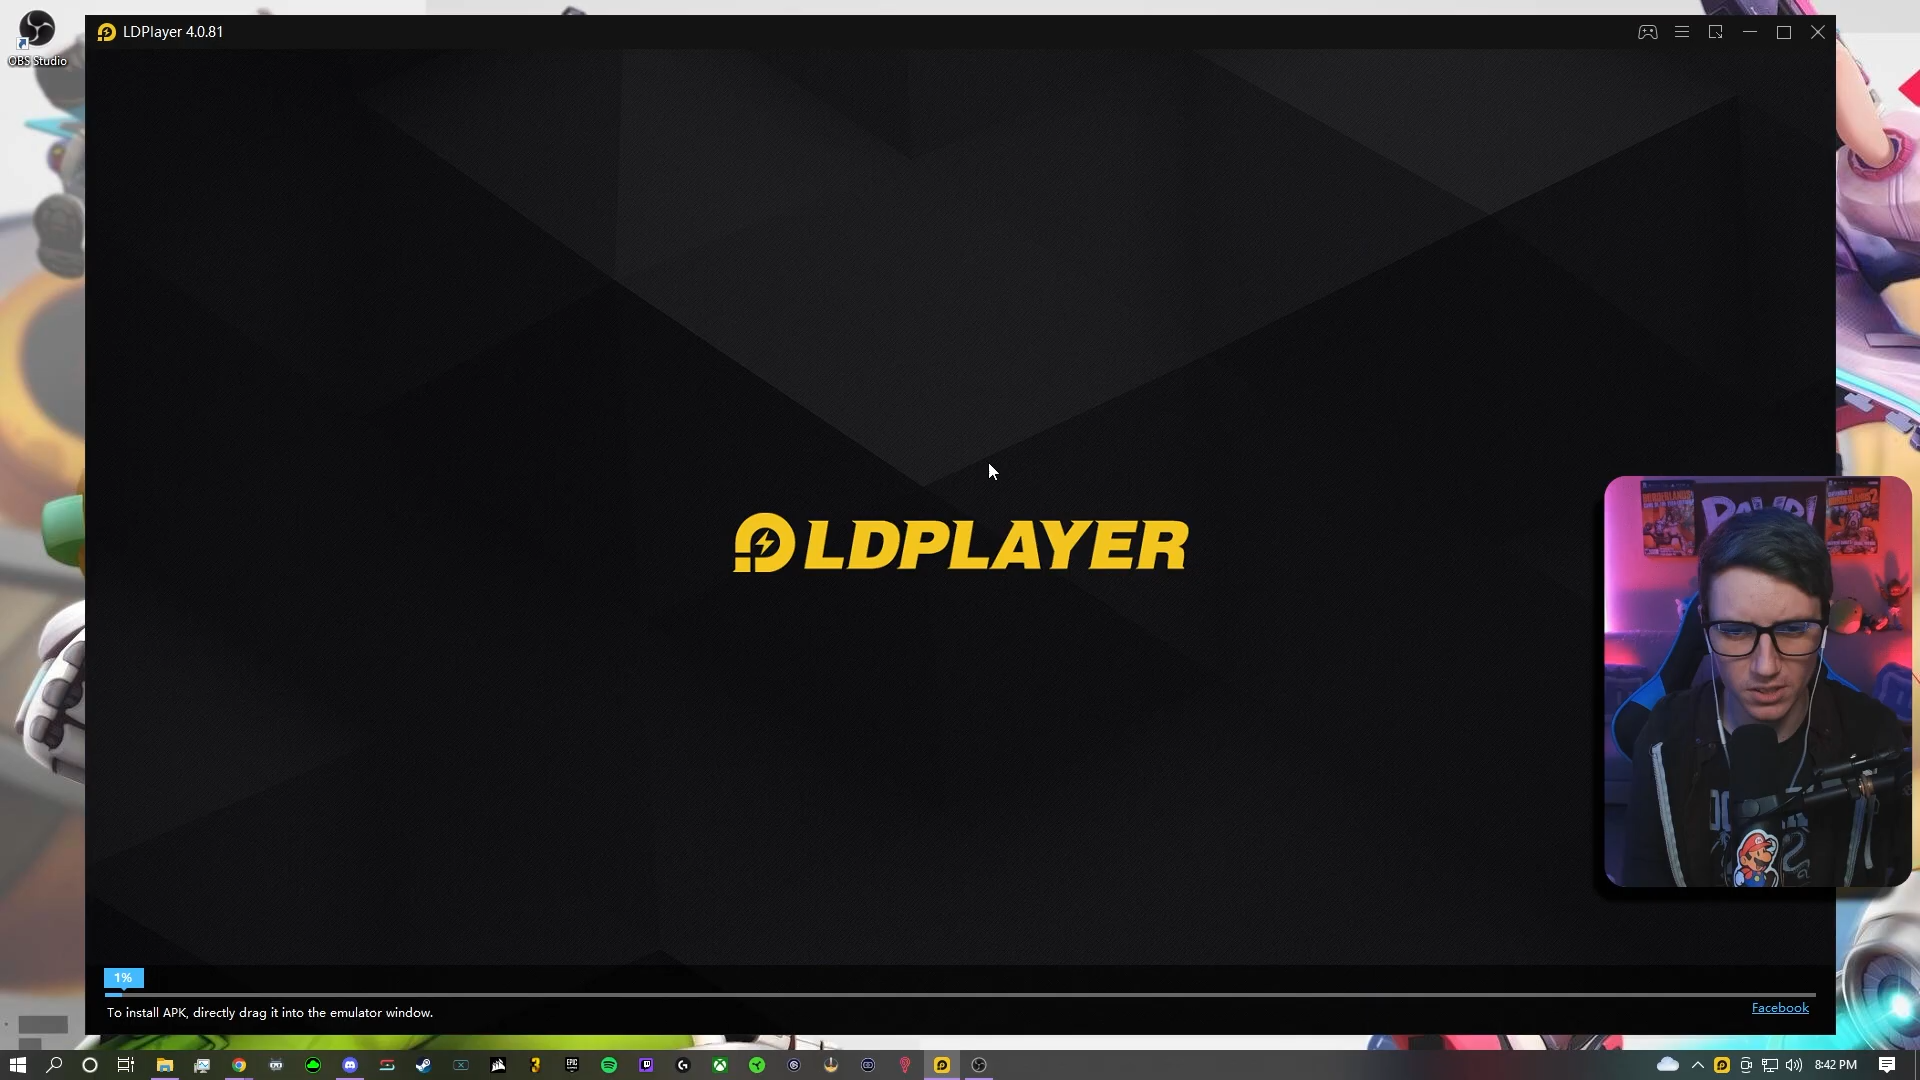 OBS Studio
LDPlayer 4.0.81
LDPLAYER
1%
To install APK, directly drag it into the emulator window.
Facebook
8:42 PM